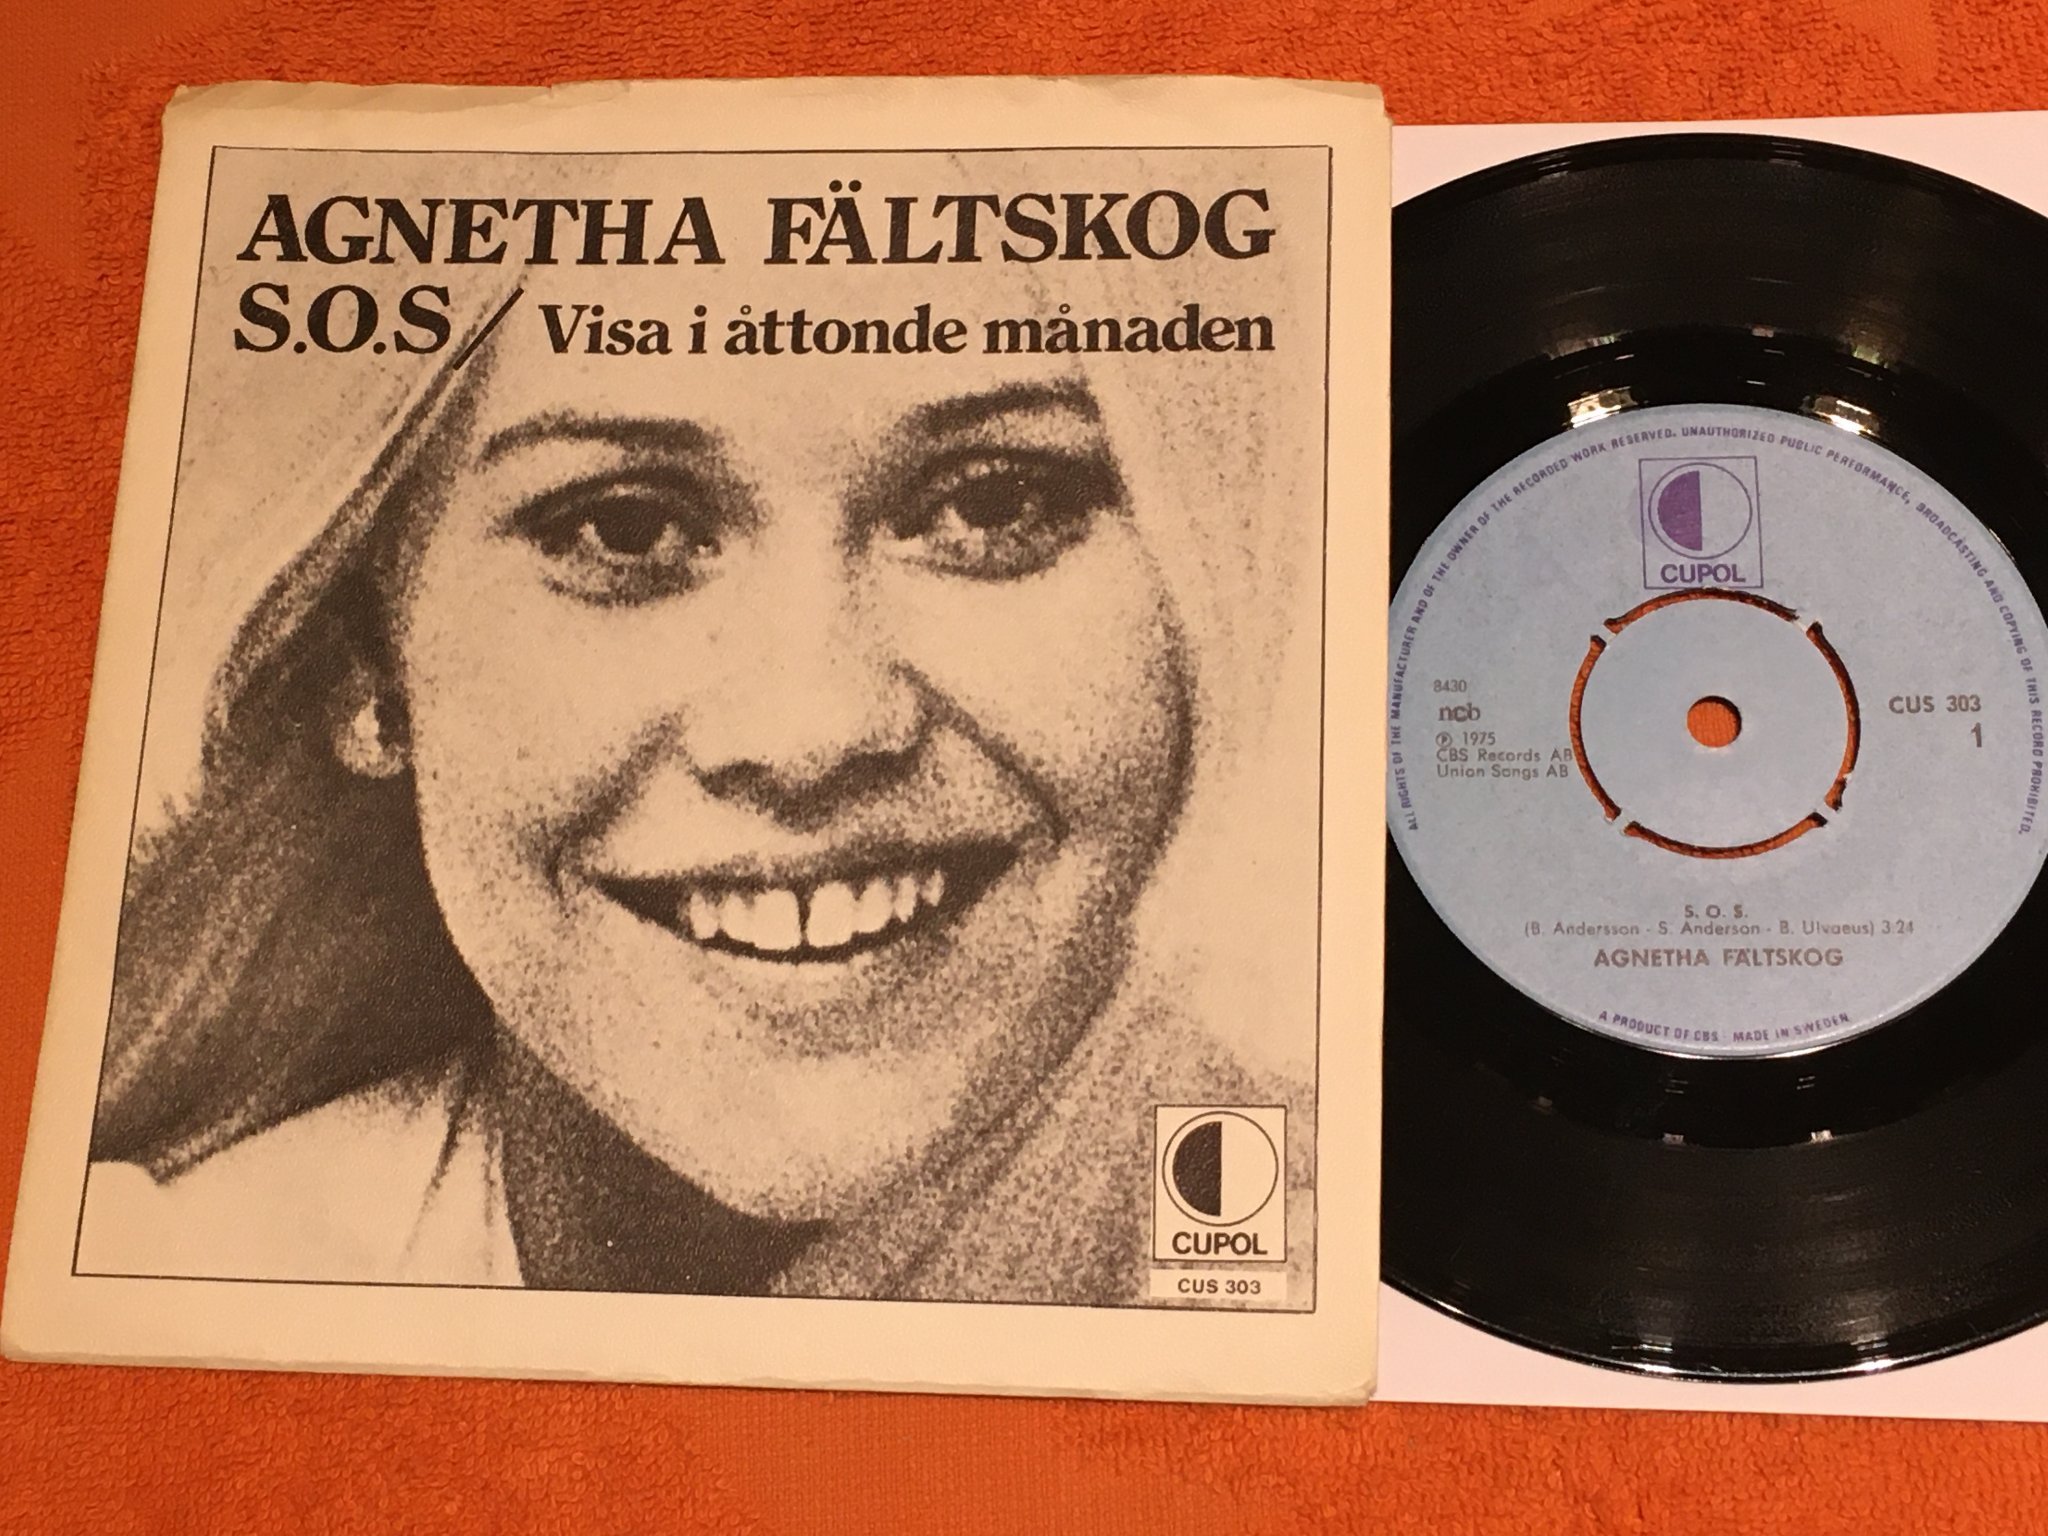 AGNETHA FÄLTSKOG
S.O.S / Visa i åttonde månaden
CUPOL
CUS 303
ALL RIGHTS OF THE MANUFACTURER AND OF THE OWNER OF THE RECORDED WORK RESERVED. UNAUTHORIZED PUBLIC PERFORMANCE, BROADCASTING AND COPYING OF THIS RECORD PROHIBITED.
CUPOL
8430
ncb
℗ 1975
CBS Records AB
Union Songs AB
CUS 303
1
S. O. S.
(B. Andersson - S. Anderson - B. Ulvaeus) 3:24
AGNETHA FÄLTSKOG
A PRODUCT OF CBS · MADE IN SWEDEN